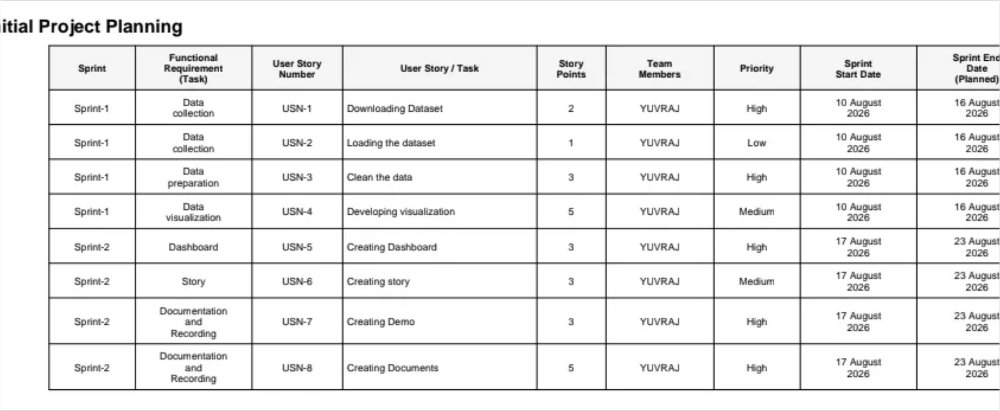 itial Project Planning
Sprint Functional Requirement (Task) User Story Number User Story / Task Story Points Team Members Priority Sprint Start Date Sprint End Date (Planned)
Sprint-1 Data collection USN-1 Downloading Dataset 2 YUVRAJ High 10 August 2026 16 August 2026
Sprint-1 Data collection USN-2 Loading the dataset 1 YUVRAJ Low 10 August 2026 16 August 2026
Sprint-1 Data preparation USN-3 Clean the data 3 YUVRAJ High 10 August 2026 16 August 2026
Sprint-1 Data visualization USN-4 Developing visualization 5 YUVRAJ Medium 10 August 2026 16 August 2026
Sprint-2 Dashboard USN-5 Creating Dashboard 3 YUVRAJ High 17 August 2026 23 August 2026
Sprint-2 Story USN-6 Creating story 3 YUVRAJ Medium 17 August 2026 23 August 2026
Sprint-2 Documentation and Recording USN-7 Creating Demo 3 YUVRAJ High 17 August 2026 23 August 2026
Sprint-2 Documentation and Recording USN-8 Creating Documents 5 YUVRAJ High 17 August 2026 23 August 2026